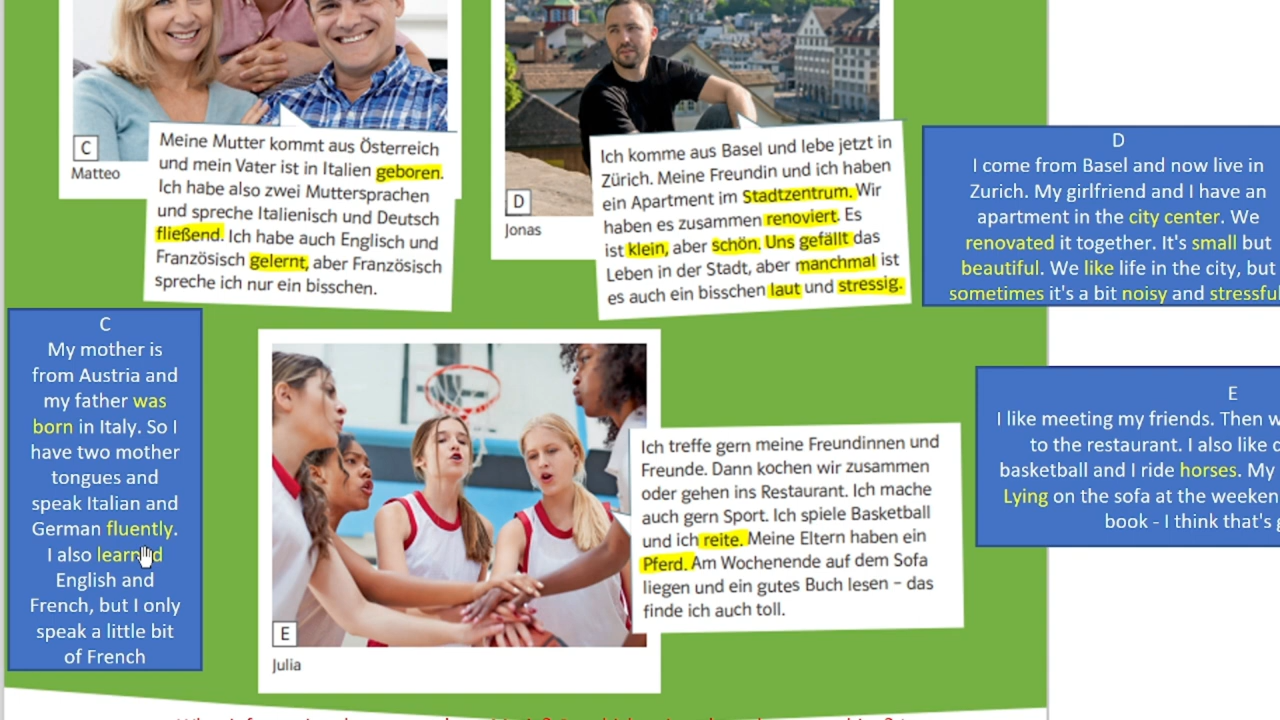 C
Matteo
Meine Mutter kommt aus Österreich
und mein Vater ist in Italien geboren.
Ich habe also zwei Muttersprachen
und spreche Italienisch und Deutsch
fließend. Ich habe auch Englisch und
Französisch gelernt, aber Französisch
spreche ich nur ein bisschen.
D
Jonas
Ich komme aus Basel und lebe jetzt in
Zürich. Meine Freundin und ich haben
ein Apartment im Stadtzentrum. Wir
haben es zusammen renoviert. Es
ist klein, aber schön. Uns gefällt das
Leben in der Stadt, aber manchmal ist
es auch ein bisschen laut und stressig.
D
I come from Basel and now live in
Zurich. My girlfriend and I have an
apartment in the city center. We
renovated it together. It's small but
beautiful. We like life in the city, but
sometimes it's a bit noisy and stressful
C
My mother is
from Austria and
my father was
born in Italy. So I
have two mother
tongues and
speak Italian and
German fluently.
I also learned
English and
French, but I only
speak a little bit
of French
E
Julia
Ich treffe gern meine Freundinnen und
Freunde. Dann kochen wir zusammen
oder gehen ins Restaurant. Ich mache
auch gern Sport. Ich spiele Basketball
und ich reite. Meine Eltern haben ein
Pferd. Am Wochenende auf dem Sofa
liegen und ein gutes Buch lesen – das
finde ich auch toll.
E
I like meeting my friends. Then
to the restaurant. I also like
basketball and I ride horses. My
Lying on the sofa at the
book - I think that's